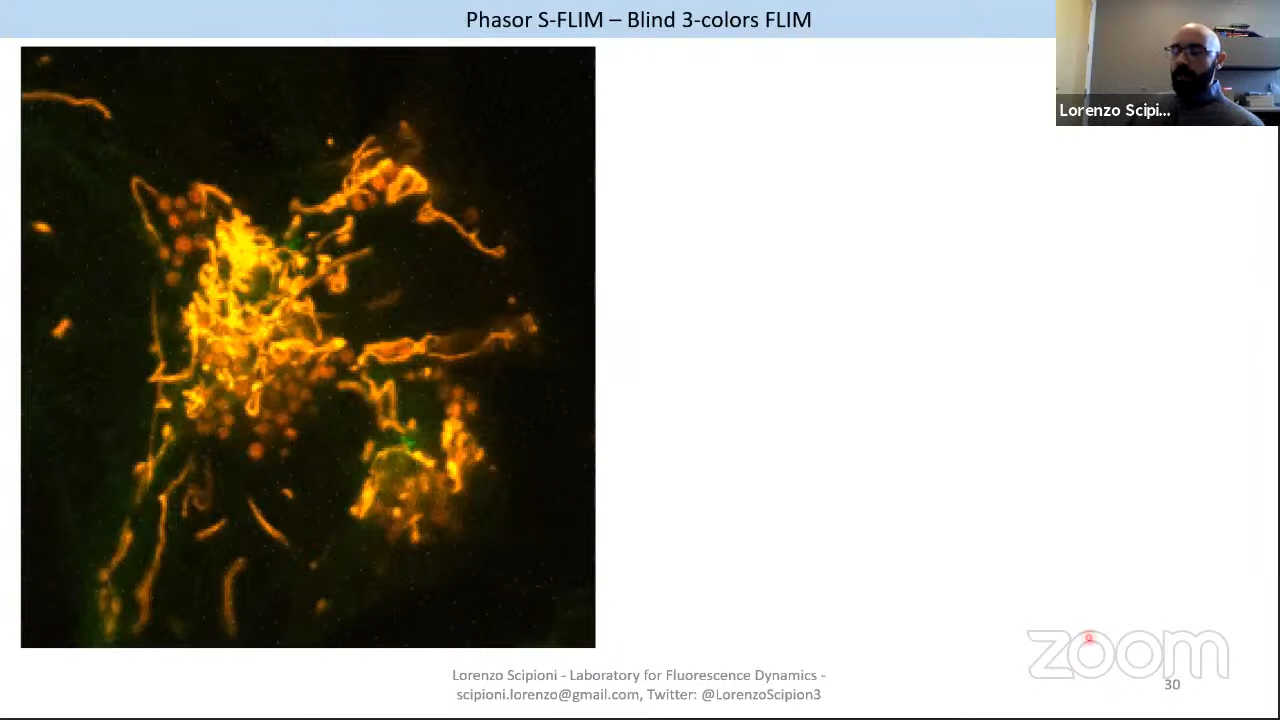 Phasor S-FLIM – Blind 3-colors FLIM
Lorenzo Scipi...
Lorenzo Scipioni - Laboratory for Fluorescence Dynamics -
scipioni.lorenzo@gmail.com, Twitter: @LorenzoScipion3
zoom
30